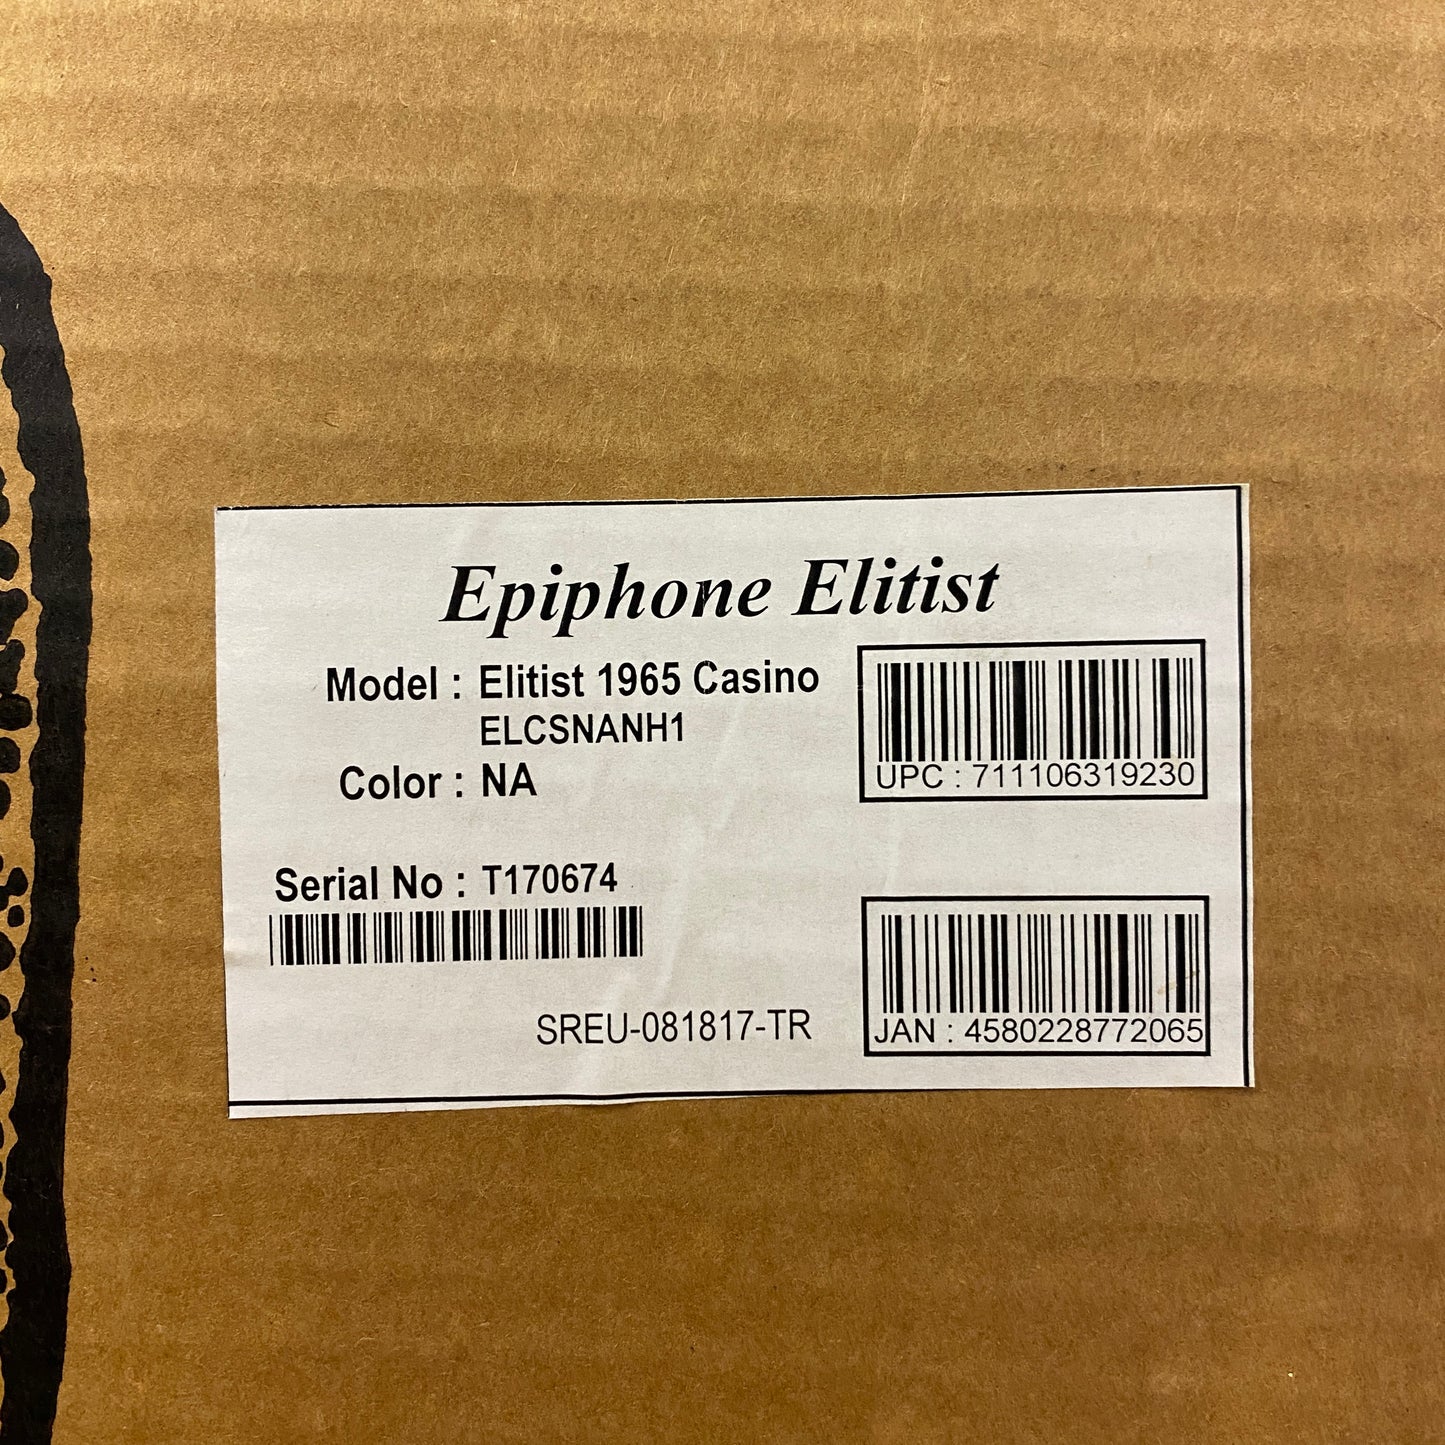 Epiphone Elitist
Model : Elitist 1965 Casino
ELCSNANH1
Color : NA
UPC : 711106319230
Serial No : T170674
SREU-081817-TR
JAN : 4580228772065